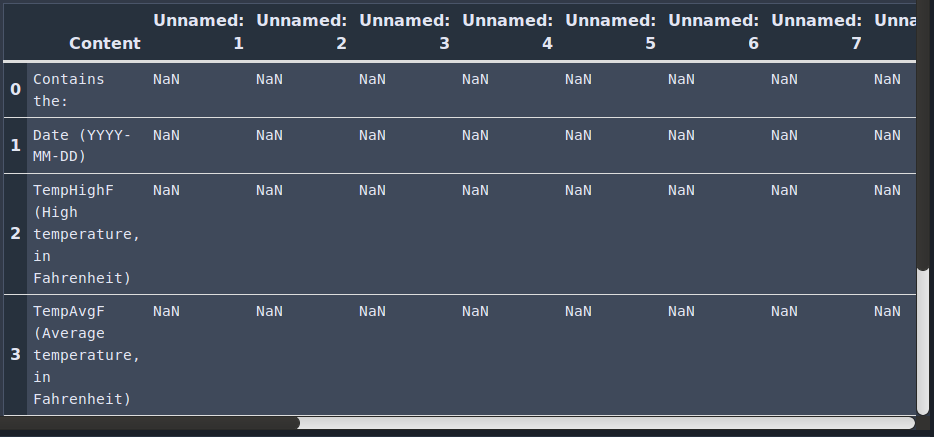 Unnamed: Unnamed: Unnamed: Unnamed: Unnamed: Unnamed: Unnamed: Unna
Content 1 2 3 4 5 6 7
0 Contains NaN NaN NaN NaN NaN NaN NaN NaN
the:
1 Date (YYYY- NaN NaN NaN NaN NaN NaN NaN NaN
MM-DD)
2 TempHighF NaN NaN NaN NaN NaN NaN NaN NaN
(High
temperature,
in
Fahrenheit)
3 TempAvgF NaN NaN NaN NaN NaN NaN NaN NaN
(Average
temperature,
in
Fahrenheit)